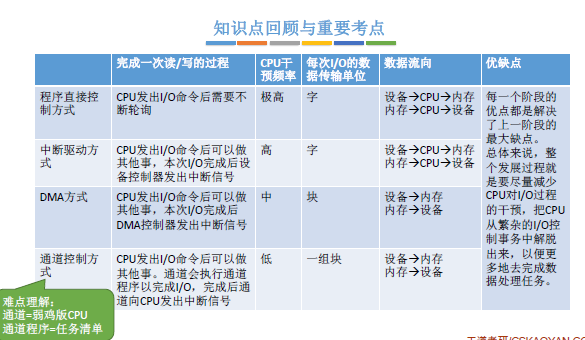 知识点回顾与重要考点
完成一次读/写的过程
CPU干
预频率
每次I/O的数
据传输单位
数据流向
优缺点
程序直接控
制方式
CPU发出I/O命令后需要不
断轮询
极高
字
设备→CPU→内存
内存→CPU→设备
每一个阶段的
优点都是解决
了上一阶段的
最大缺点。
总体来说，整
个发展过程就
是要尽量减少
CPU对I/O过程
的干预，把CPU
从繁杂的I/O控
制事务中解脱
出来，以便更
多地去完成数
据处理任务。
中断驱动方
式
CPU发出I/O命令后可以做
其他事，本次I/O完成后设
备控制器发出中断信号
高
字
设备→CPU→内存
内存→CPU→设备
DMA方式
CPU发出I/O命令后可以做
其他事，本次I/O完成后
DMA控制器发出中断信号
中
块
设备→内存
内存→设备
通道控制方
式
CPU发出I/O命令后可以做
其他事。通道会执行通道
程序以完成I/O，完成后通
道向CPU发出中断信号
低
一组块
设备→内存
内存→设备
难点理解：
通道=弱鸡版CPU
通道程序=任务清单